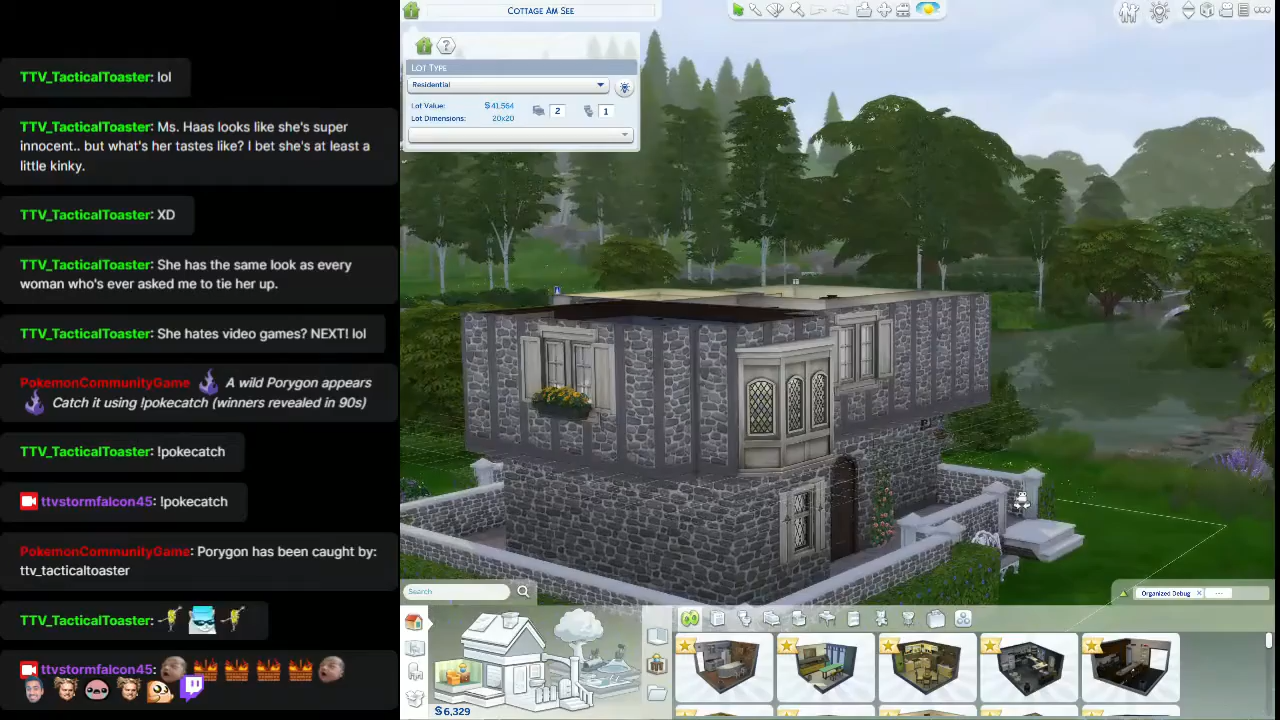 TTV_TacticalToaster: lol
TTV_TacticalToaster: Ms. Haas looks like she's super
innocent.. but what's her tastes like? I bet she's at least a
little kinky.
TTV_TacticalToaster: XD
TTV_TacticalToaster: She has the same look as every
woman who's ever asked me to tie her up.
TTV_TacticalToaster: She hates video games? NEXT! lol
PokemonCommunityGame A wild Porygon appears
Catch it using !pokecatch (winners revealed in 90s)
TTV_TacticalToaster: !pokecatch
ttvstormfalcon45: !pokecatch
PokemonCommunityGame: Porygon has been caught by:
ttv_tacticaltoaster
TTV_TacticalToaster:
ttvstormfalcon45:
Cottage Am See
Lot Type
Residential
Lot Value: §41,564
2
1
Lot Dimensions: 20x20
Search
Organized Debug
§6,329